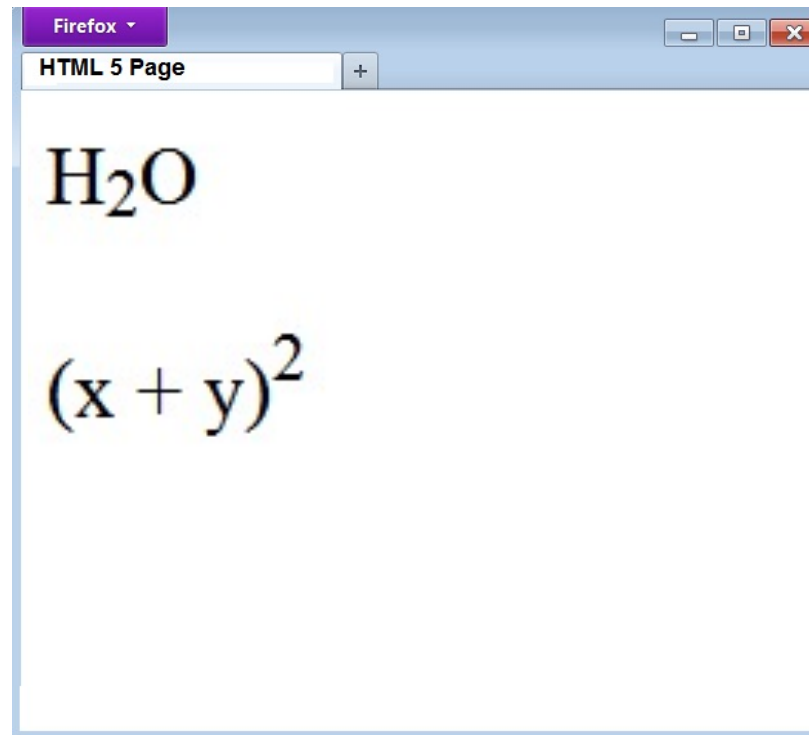 Firefox
HTML 5 Page
H₂O
(x + y)²